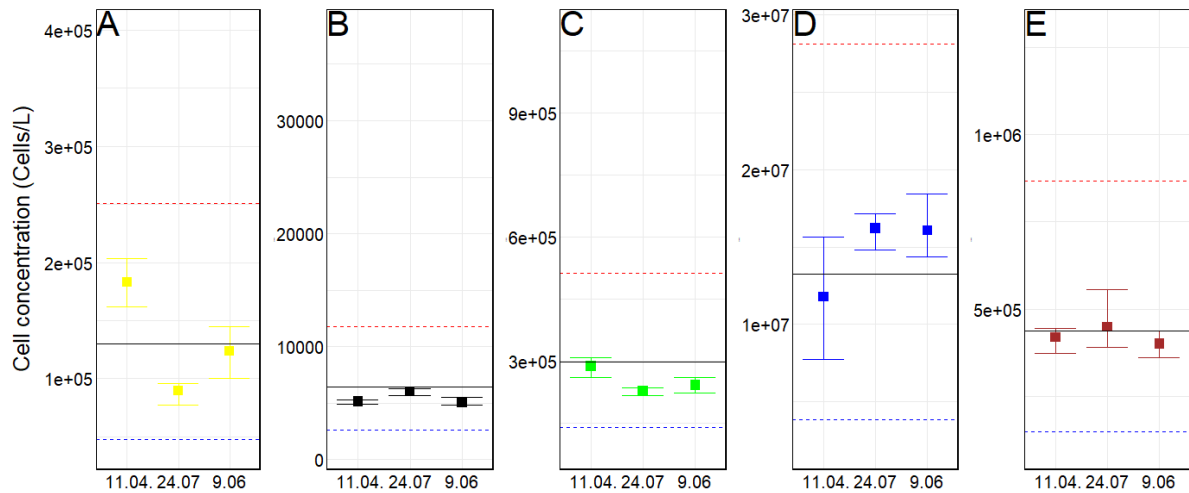 Cell concentration (Cells/L)
A
4e+05
3e+05
2e+05
1e+05
11.04. 24.07 9.06
B
30000
20000
10000
0
11.04. 24.07 9.06
C
9e+05
6e+05
3e+05
11.04. 24.07 9.06
D
3e+07
2e+07
1e+07
11.04. 24.07 9.06
E
1e+06
5e+05
11.04. 24.07 9.06